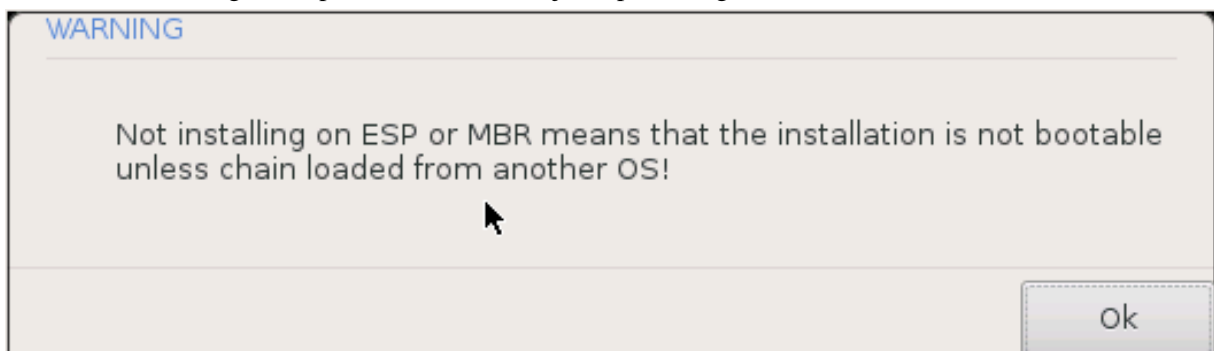 WARNING
Not installing on ESP or MBR means that the installation is not bootable
unless chain loaded from another OS!
Ok